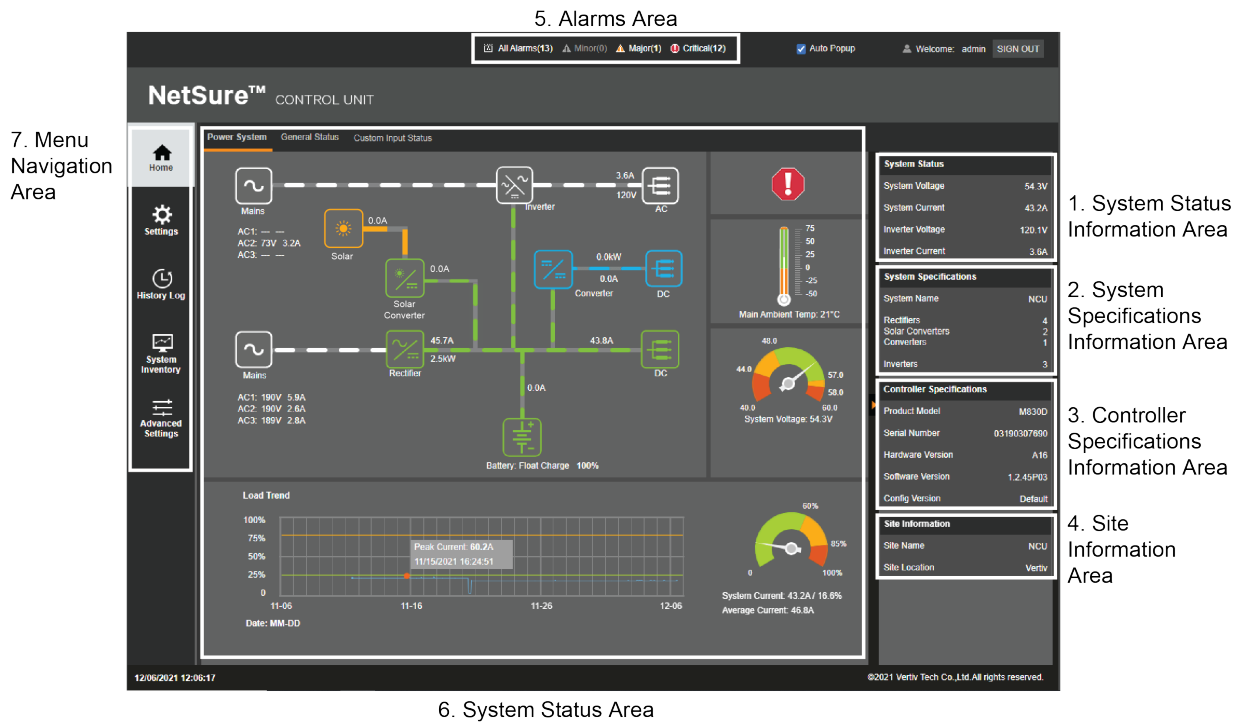 5. Alarms Area
All Alarms(13) Minor(0) Major(1) Critical(12) Auto Popup Welcome: admin SIGN OUT
NetSure™ CONTROL UNIT
7. Menu
Navigation
Area
Home
Settings
History Log
System
Inventory
Advanced
Settings
Power System General Status Custom Input Status
Mains
AC1: — —
AC2: 73V 3.2A
AC3: — —
Inverter
3.6A
120V
AC
0.0A
Solar
0.0A
Solar
Converter
0.0kW
0.0A
Converter
DC
Mains
AC1: 190V 5.9A
AC2: 190V 2.6A
AC3: 189V 2.8A
45.7A
2.5kW
Rectifier
43.8A
DC
0.0A
Battery: Float Charge 100%
75
50
25
0
-25
-50
Main Ambient Temp: 21°C
48.0
44.0
57.0
58.0
40.0
60.0
System Voltage: 54.3V
Load Trend
100%
75%
50%
25%
0
Peak Current: 60.2A
11/15/2021 16:24:51
11-06 11-16 11-26 12-06
Date: MM-DD
60%
85%
0
100%
System Current: 43.2A / 16.6%
Average Current: 46.8A
System Status
System Voltage 54.3V
System Current 43.2A
Inverter Voltage 120.1V
Inverter Current 3.6A
System Specifications
System Name NCU
Rectifiers 4
Solar Converters 2
Converters 1
Inverters 3
Controller Specifications
Product Model M830D
Serial Number 03190307690
Hardware Version A16
Software Version 1.2.45P03
Config Version Default
Site Information
Site Name NCU
Site Location Vertiv
1. System Status
Information Area
2. System
Specifications
Information Area
3. Controller
Specifications
Information Area
4. Site
Information
Area
12/06/2021 12:06:17
©2021 Vertiv Tech Co.,Ltd.All rights reserved.
6. System Status Area